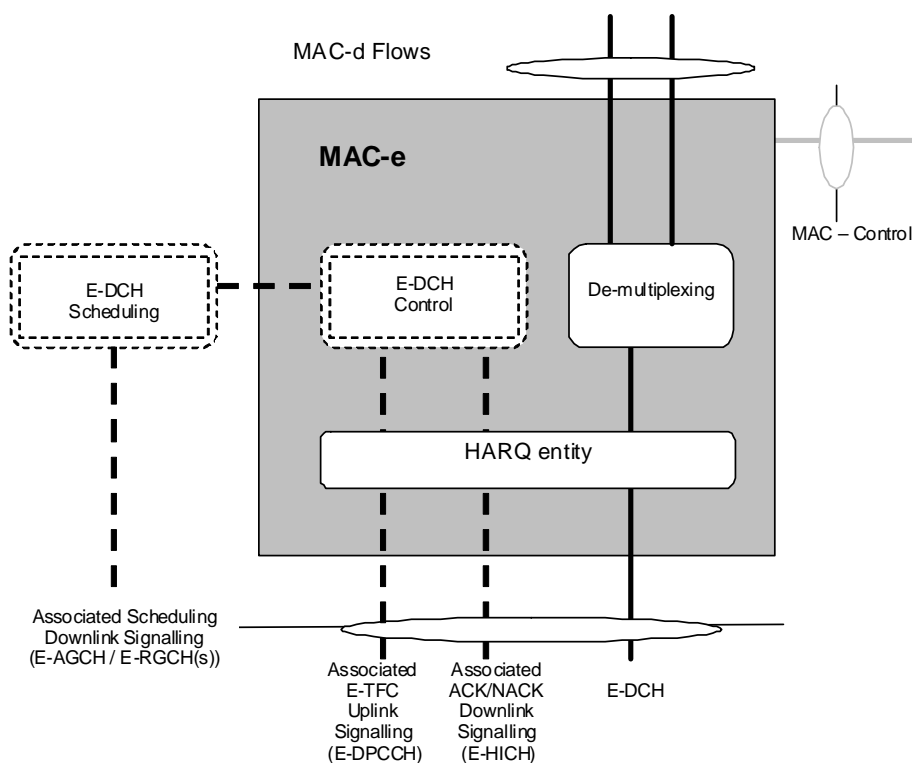 MAC-d Flows
MAC-e
MAC – Control
E-DCH
Scheduling
E-DCH
Control
De-multiplexing
HARQ entity
Associated Scheduling
Downlink Signalling
(E-AGCH / E-RGCH(s))
Associated
E-TFC
Uplink
Signalling
(E-DPCCH)
Associated
ACK/NACK
Downlink
Signalling
(E-HICH)
E-DCH